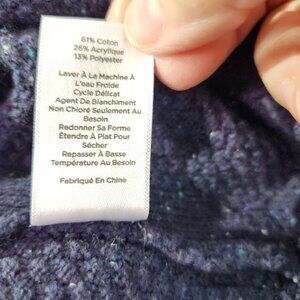 61% Coton
26% Acrylique
13% Polyester
Laver À La Machine À
L'eau Froide
Cycle Délicat
Agent De Blanchiment
Non Chloré Seulement Au
Besoin
Redonner Sa Forme
Étendre À Plat Pour
Sécher
Repasser À Basse
Température Au Besoin
Fabriqué En Chine